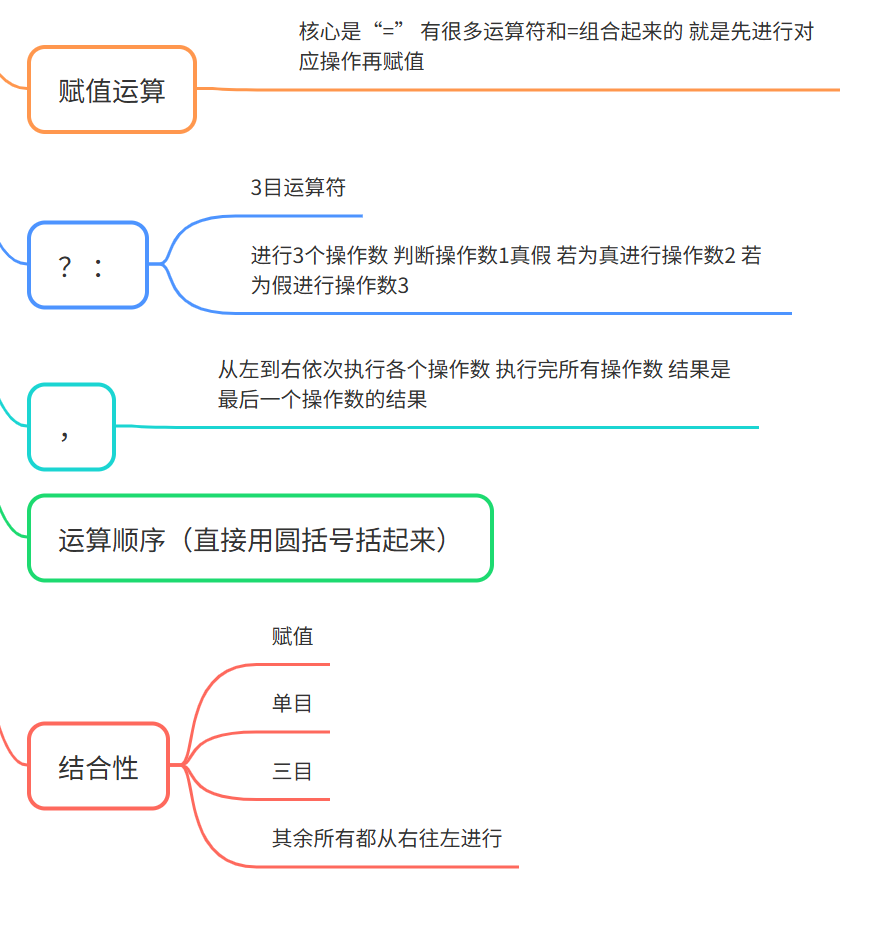 核心是“=” 有很多运算符和=组合起来的 就是先进行对
应操作再赋值
赋值运算
3目运算符
？：
进行3个操作数 判断操作数1真假 若为真进行操作数2 若
为假进行操作数3
从左到右依次执行各个操作数 执行完所有操作数 结果是
最后一个操作数的结果
，
运算顺序（直接用圆括号括起来）
赋值
单目
结合性
三目
其余所有都从右往左进行